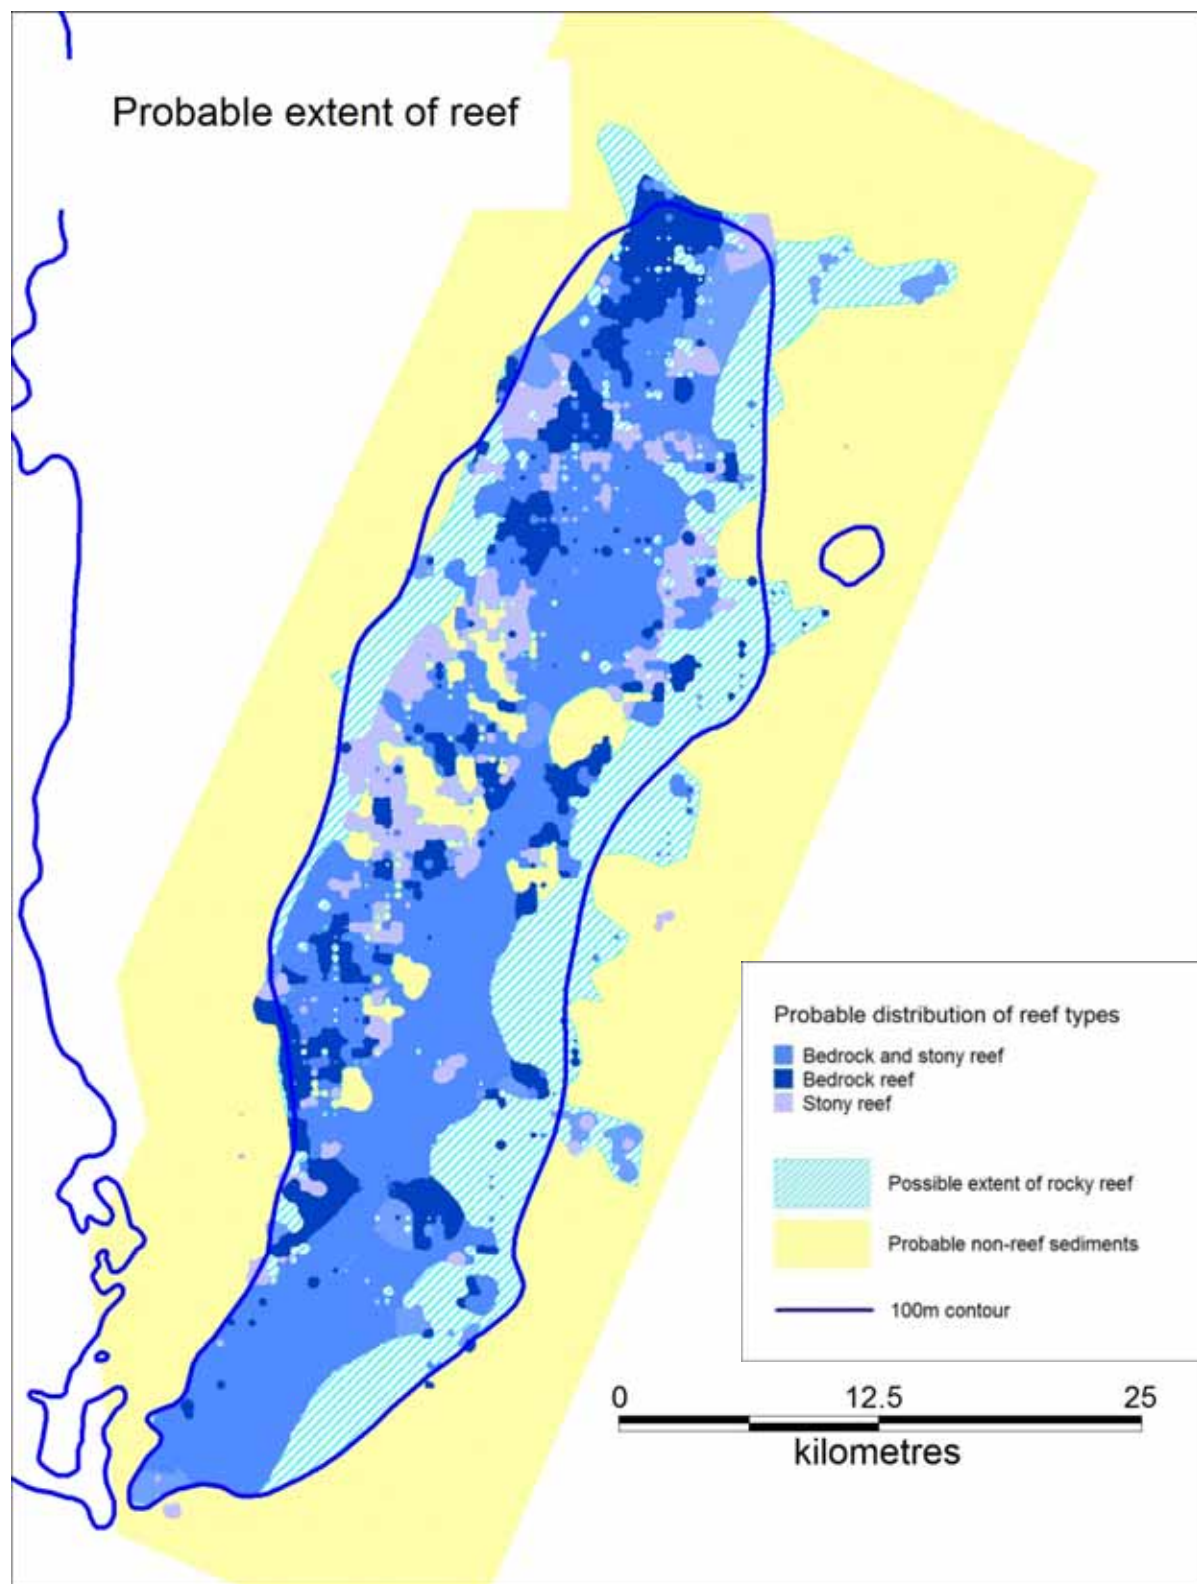 Probable extent of reef
Probable distribution of reef types
Bedrock and stony reef
Bedrock reef
Stony reef
Possible extent of rocky reef
Probable non-reef sediments
100m contour
0 12.5 25
kilometres